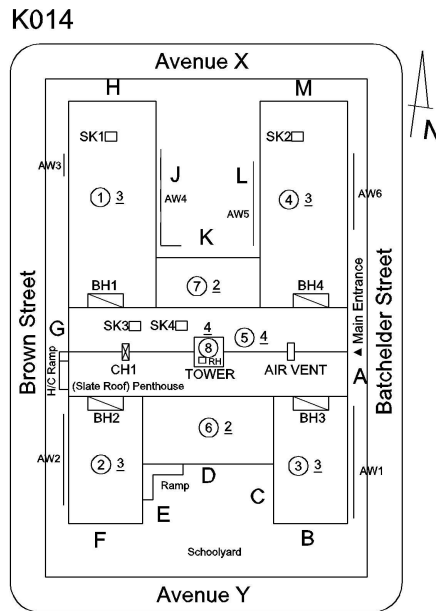 K014
Avenue X
N
H
M
SK1
SK2
AW3
J
L
AW4
AW5
AW6
K
1 3
4 3
BH1
7 2
BH4
Brown Street
Batchelder Street
Main Entrance
G
SK3
SK4
4
5 4
8
RH
H/C Ramp
CH1
TOWER
AIR VENT
A
(Slate Roof) Penthouse
BH2
BH3
6 2
AW2
2 3
3 3
AW1
D
Ramp
C
E
F
B
Schoolyard
Avenue Y